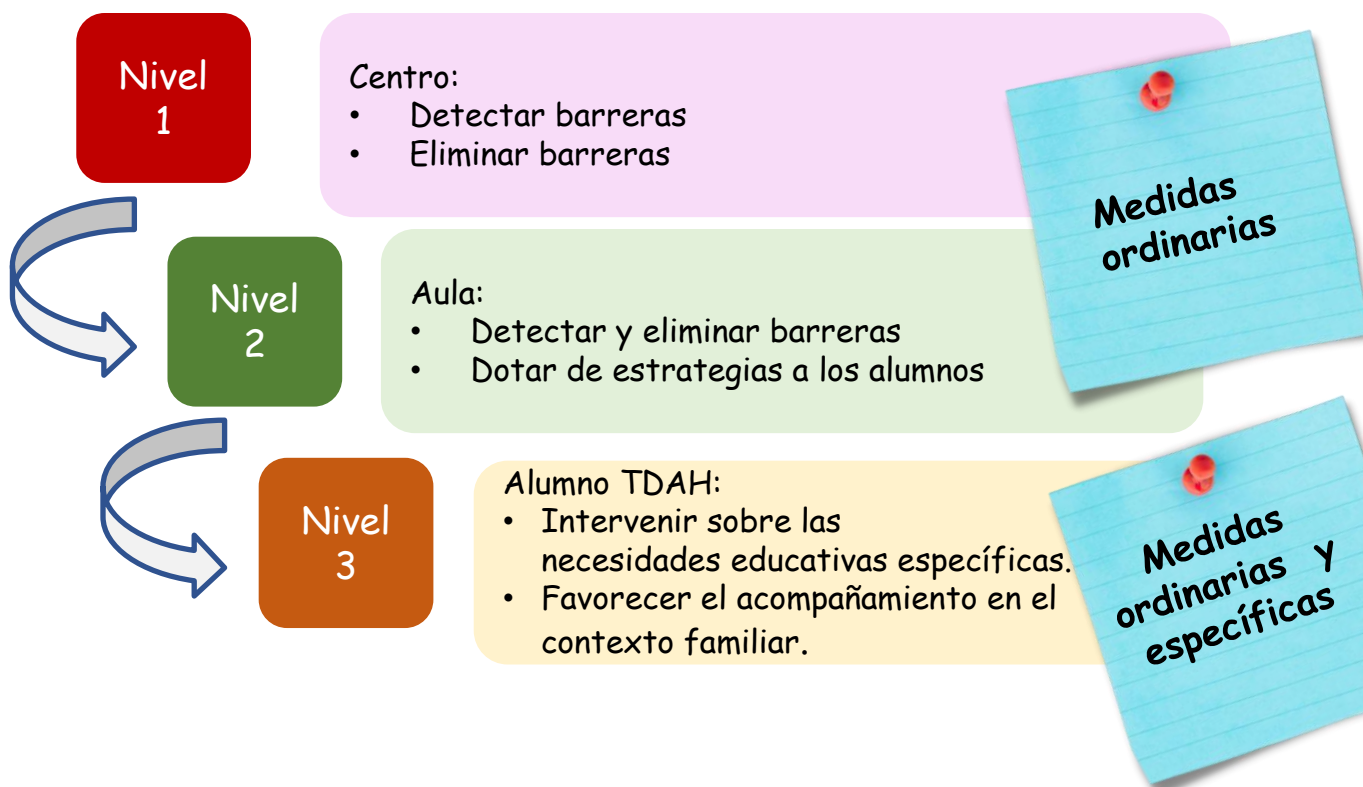 Nivel
1
Centro:
• Detectar barreras
• Eliminar barreras
Medidas
ordinarias
Nivel
2
Aula:
• Detectar y eliminar barreras
• Dotar de estrategias a los alumnos
Nivel
3
Alumno TDAH:
• Intervenir sobre las
necesidades educativas específicas.
• Favorecer el acompañamiento en el
contexto familiar.
Medidas
ordinarias y
específicas